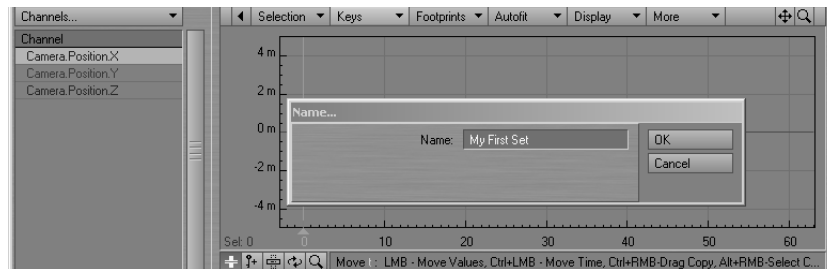 Channels...
Selection Keys Footprints Autofit Display More
Channel
Camera.Position.X
Camera.Position.Y
Camera.Position.Z
4 m
2 m
0 m
-2 m
-4 m
Name...
Name: My First Set
OK
Cancel
Sel: 0 0 10 20 30 40 50 60
Move : LMB - Move Values, Ctrl+LMB - Move Time, Ctrl+RMB-Drag Copy, Alt+RMB-Select C...